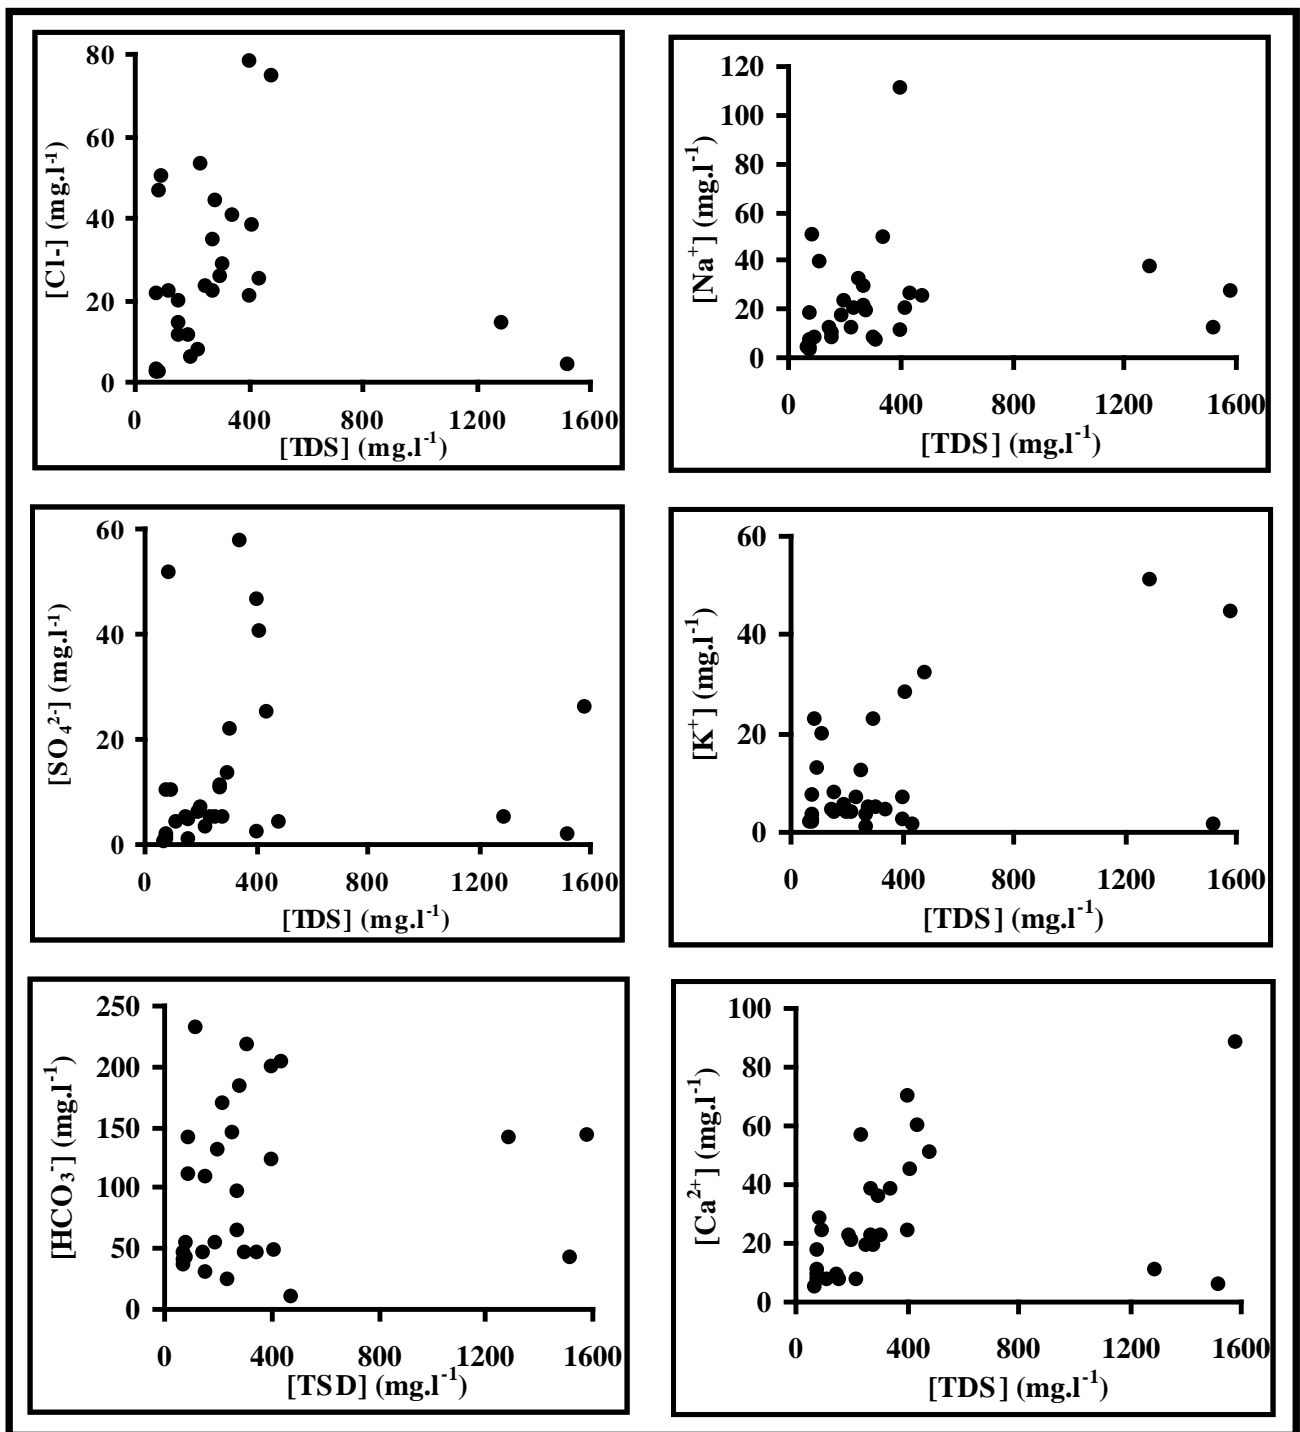 80
60
40
20
0
0 400 800 1200 1600
[Cl-] (mg.l⁻¹)
[TDS] (mg.l⁻¹)
120
100
80
60
40
20
0
0 400 800 1200 1600
[Na⁺] (mg.l⁻¹)
[TDS] (mg.l⁻¹)
60
40
20
0
0 400 800 1200 1600
[SO₄²⁻] (mg.l⁻¹)
[TDS] (mg.l⁻¹)
60
40
20
0
0 400 800 1200 1600
[K⁺] (mg.l⁻¹)
[TDS] (mg.l⁻¹)
250
200
150
100
50
0
0 400 800 1200 1600
[HCO₃⁻] (mg.l⁻¹)
[TSD] (mg.l⁻¹)
100
80
60
40
20
0
0 400 800 1200 1600
[Ca²⁺] (mg.l⁻¹)
[TDS] (mg.l⁻¹)